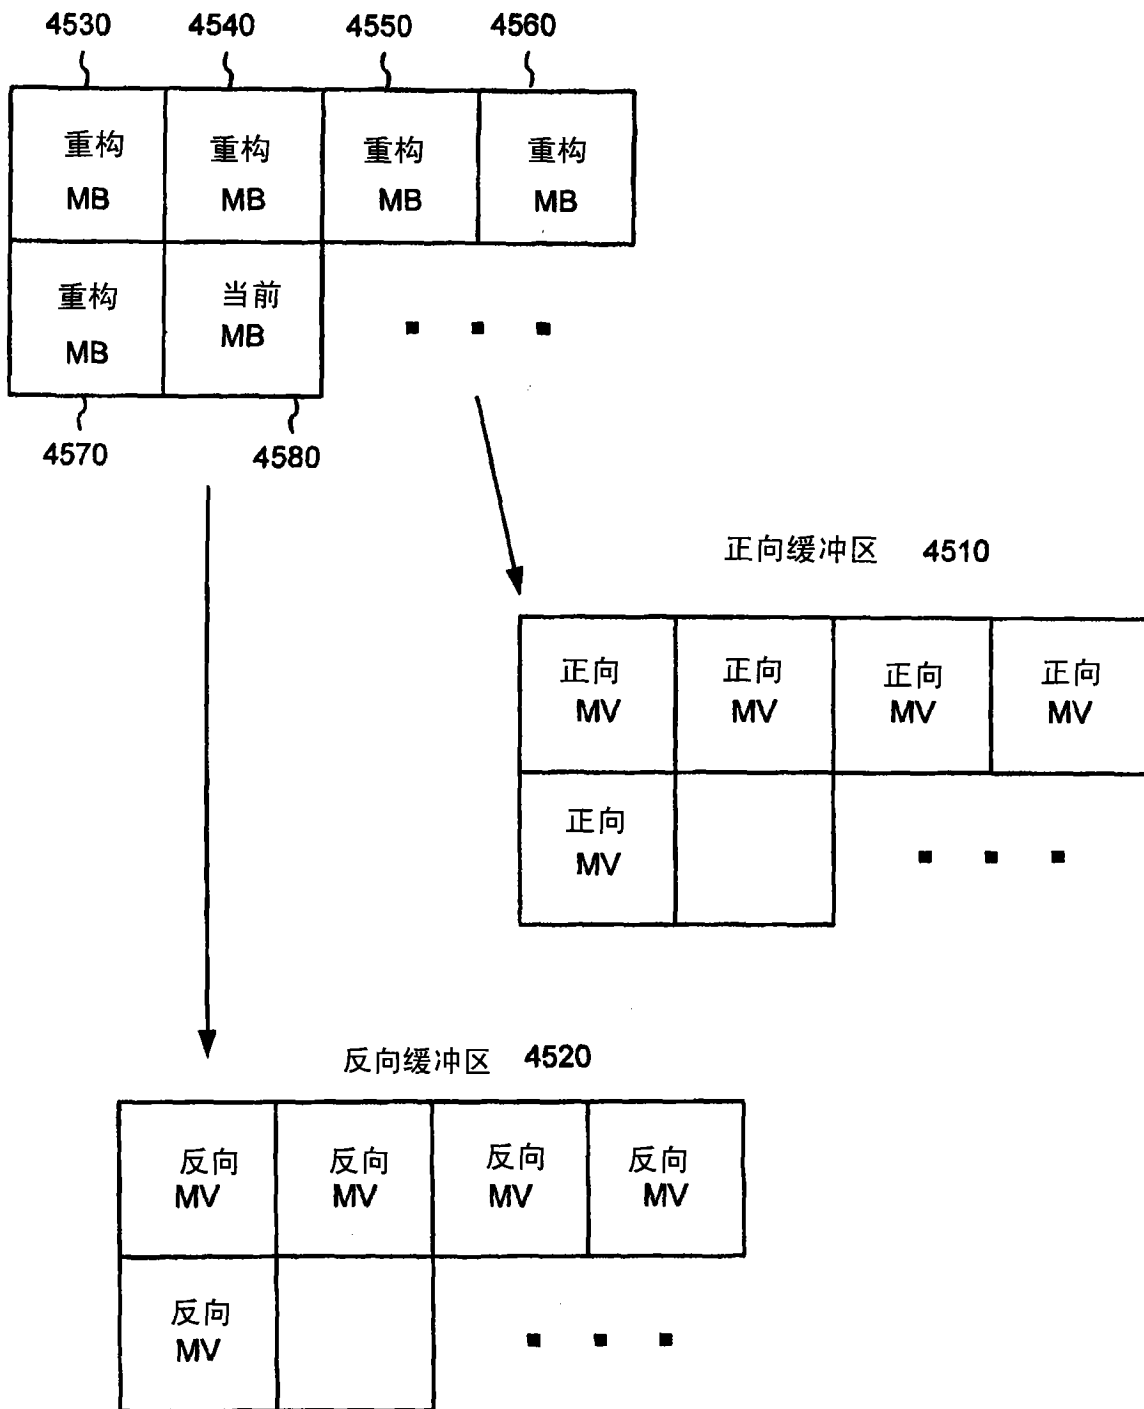 4530 4540 4550 4560
重构 重构 重构 重构
MB MB MB MB
重构 当前
MB MB
4570 4580
正向缓冲区 4510
正向 正向 正向 正向
MV MV MV MV
正向
MV
反向缓冲区 4520
反向 反向 反向 反向
MV MV MV MV
反向
MV